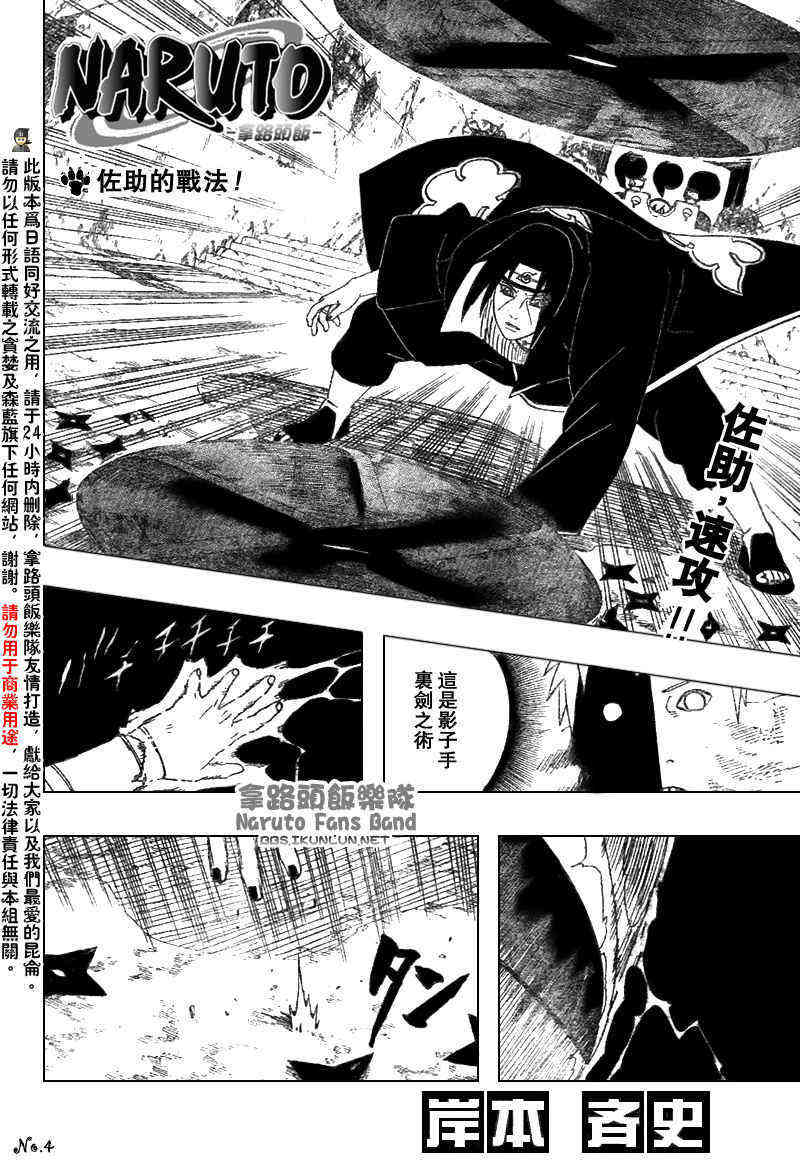 NARUTO
-拿路頭飯-
佐助的戰法!
此版本爲日語同好交流之用,請于24小時内删除,拿路頭飯樂隊友情打造,獻給大家以及我們最愛的昆侖。
請勿以任何形式轉載之貪婪及森藍旗下任何網站,謝謝。請勿用于商業用途,一切法律責任與本組無關。
佐助,速攻!!
這是影子手
裏劍之術
チチチチ
拿路頭飯樂隊
Naruto Fans Band
BBS.IKUNLUN.NET
タン
岸本 斉史
No.4